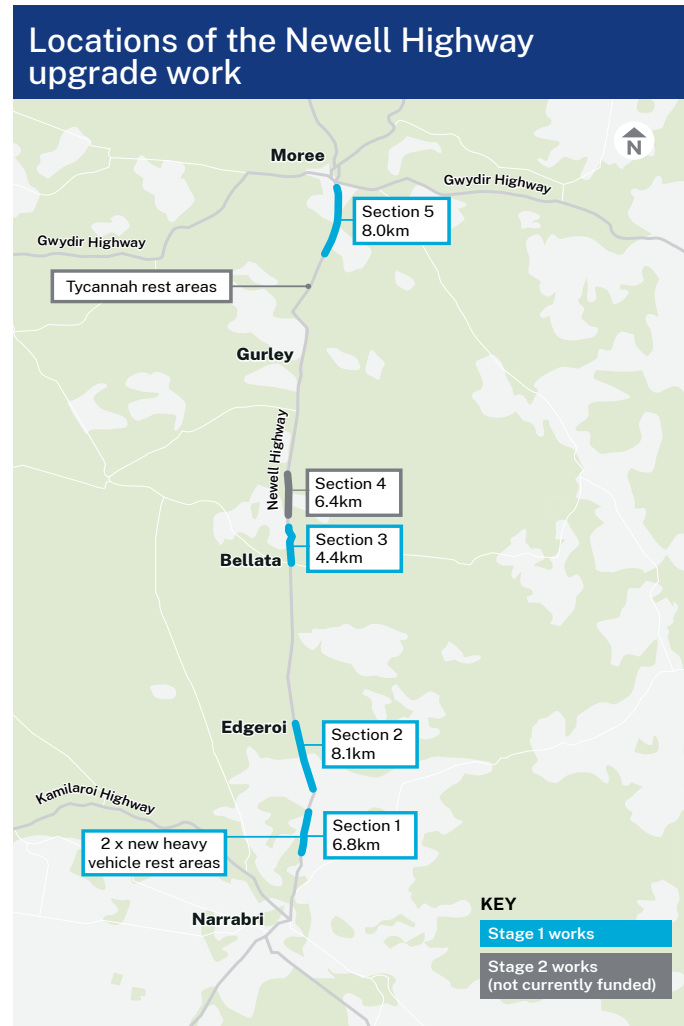 Locations of the Newell Highway
upgrade work
N
Moree
Gwydir Highway
Section 5
8.0km
Gwydir Highway
Tycannah rest areas
Gurley
Newell Highway
Section 4
6.4km
Section 3
4.4km
Bellata
Edgeroi
Section 2
8.1km
Kamilaroi Highway
Section 1
6.8km
2 x new heavy
vehicle rest areas
Narrabri
KEY
Stage 1 works
Stage 2 works
(not currently funded)